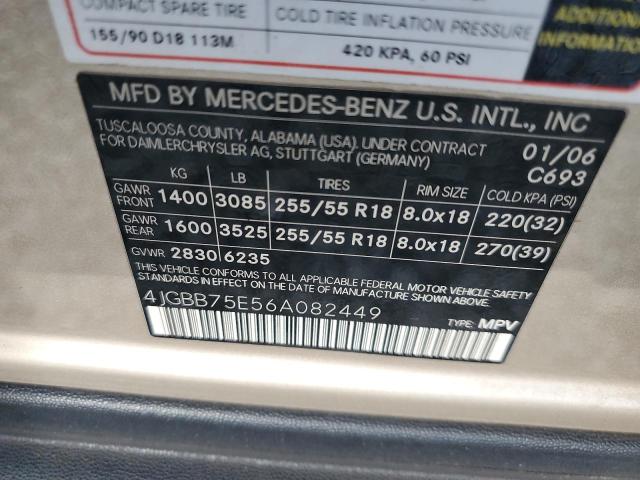 COMPACT SPARE TIRE
155/90 D18 113M
COLD TIRE INFLATION PRESSURE
420 KPA, 60 PSI
ADDITIONAL
INFORMATION
MFD BY MERCEDES-BENZ U.S. INTL., INC
TUSCALOOSA COUNTY, ALABAMA (USA). UNDER CONTRACT
FOR DAIMLERCHRYSLER AG, STUTTGART (GERMANY)
01/06
C693
KG LB TIRES RIM SIZE COLD KPA (PSI)
GAWR
FRONT 1400 3085 255/55 R18 8.0x18 220(32)
GAWR
REAR 1600 3525 255/55 R18 8.0x18 270(39)
GVWR 2830 6235
THIS VEHICLE CONFORMS TO ALL APPLICABLE FEDERAL MOTOR VEHICLE SAFETY
STANDARDS IN EFFECT ON THE DATE OF MANUFACTURE SHOWN ABOVE.
4JGBB75E56A082449
TYPE: MPV